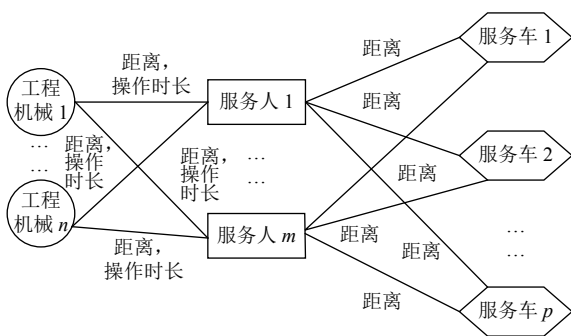 距离，
操作时长
工程
机械 1
服务人 1
距离
服务车 1
距离
…
…
距离，
操作
时长
距离，
操作
时长
…
…
距离
服务车 2
工程
机械 n
服务人 m
距离，
操作时长
距离
距离
…
…
距离
服务车 p